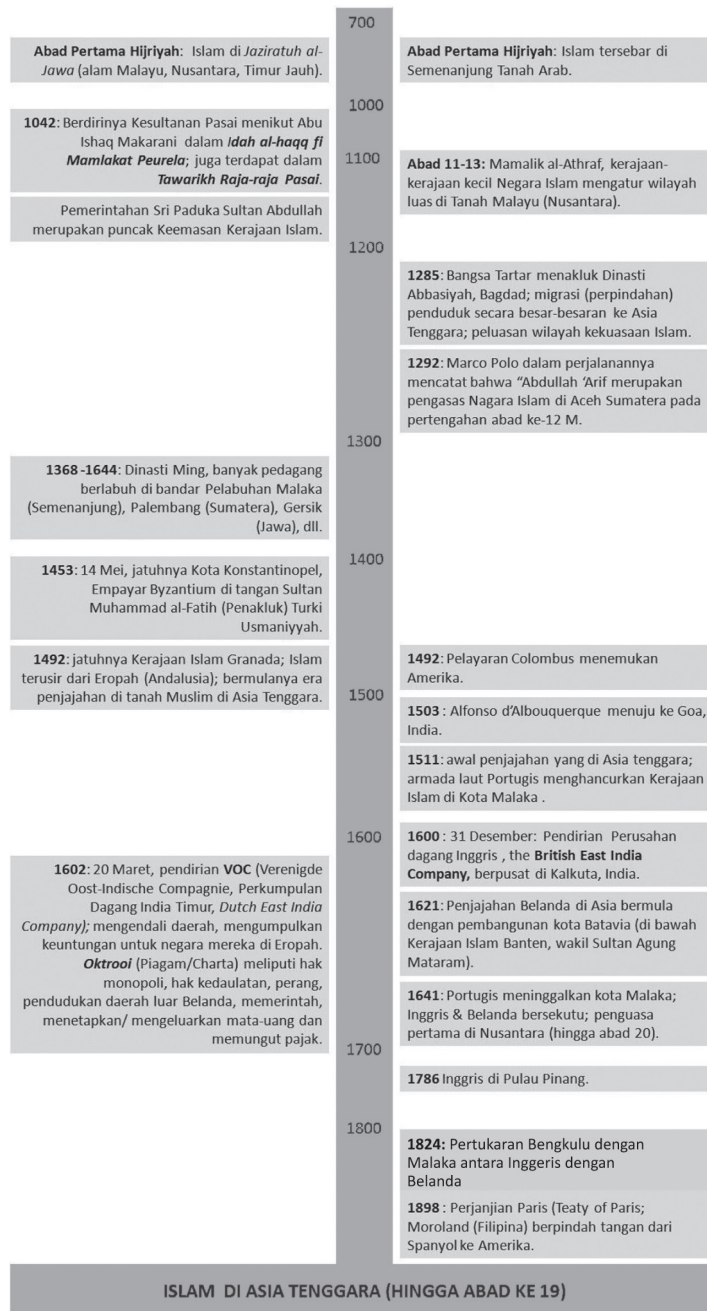 700
Abad Pertama Hijriyah: Islam di Jaziratuh al-
Jawa (alam Malayu, Nusantara, Timur Jauh).
Abad Pertama Hijriyah: Islam tersebar di
Semenanjung Tanah Arab.
1000
1042: Berdirinya Kesultanan Pasai menikut Abu
Ishaq Makarani dalam Idah al-haqq fi
Mamlakat Peurela; juga terdapat dalam
Tawarikh Raja-raja Pasai.
1100
Abad 11-13: Mamalik al-Athraf, kerajaan-
kerajaan kecil Negara Islam mengatur wilayah
luas di Tanah Malayu (Nusantara).
Pemerintahan Sri Paduka Sultan Abdullah
merupakan puncak Keemasan Kerajaan Islam.
1200
1285: Bangsa Tartar menakluk Dinasti
Abbasiyah, Bagdad; migrasi (perpindahan)
penduduk secara besar-besaran ke Asia
Tenggara; peluasan wilayah kekuasaan Islam.
1292: Marco Polo dalam perjalanannya
mencatat bahwa “Abdullah ‘Arif merupakan
pengasas Nagara Islam di Aceh Sumatera pada
pertengahan abad ke-12 M.
1300
1368-1644: Dinasti Ming, banyak pedagang
berlabuh di bandar Pelabuhan Malaka
(Semenanjung), Palembang (Sumatera), Gersik
(Jawa), dll.
1400
1453: 14 Mei, jatuhnya Kota Konstantinopel,
Empayar Byzantium di tangan Sultan
Muhammad al-Fatih (Penakluk) Turki
Usmaniyyah.
1492: jatuhnya Kerajaan Islam Granada; Islam
terusir dari Eropah (Andalusia); bermulanya era
penjajahan di tanah Muslim di Asia Tenggara.
1492: Pelayaran Colombus menemukan
Amerika.
1500
1503 : Alfonso d’Albouquerque menuju ke Goa,
India.
1511: awal penjajahan yang di Asia tenggara;
armada laut Portugis menghancurkan Kerajaan
Islam di Kota Malaka .
1600
1600 : 31 Desember: Pendirian Perusahan
dagang Inggris , the British East India
Company, berpusat di Kalkuta, India.
1602: 20 Maret, pendirian VOC (Verenigde
Oost-Indische Compagnie, Perkumpulan
Dagang India Timur, Dutch East India
Company); mengendali daerah, mengumpulkan
keuntungan untuk negara mereka di Eropah.
Oktrooi (Piagam/Charta) meliputi hak
monopoli, hak kedaulatan, perang,
pendudukan daerah luar Belanda, memerintah,
menetapkan/ mengeluarkan mata-uang dan
memungut pajak.
1621: Penjajahan Belanda di Asia bermula
dengan pembangunan kota Batavia (di bawah
Kerajaan Islam Banten, wakil Sultan Agung
Mataram).
1641: Portugis meninggalkan kota Malaka;
Inggris & Belanda bersekutu; penguasa
pertama di Nusantara (hingga abad 20).
1700
1786 Inggris di Pulau Pinang.
1800
1824: Pertukaran Bengkulu dengan
Malaka antara Inggeris dengan
Belanda
1898 : Perjanjian Paris (Teaty of Paris;
Moroland (Filipina) berpindah tangan dari
Spanyol ke Amerika.
ISLAM DI ASIA TENGGARA (HINGGA ABAD KE 19)